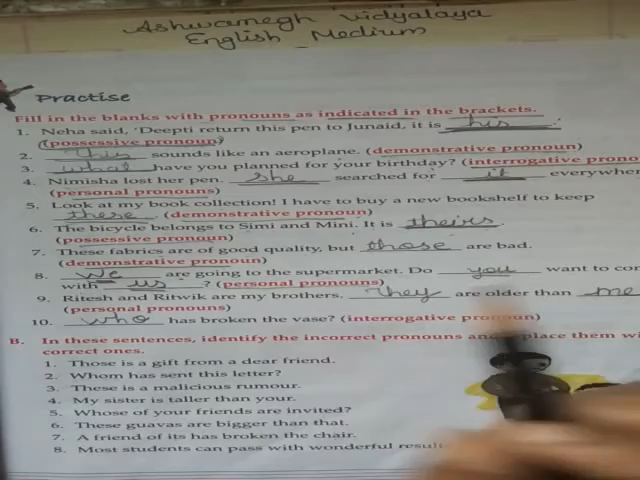 Ashwamegh Vidyalaya
English Medium
Practise
Fill in the blanks with pronouns as indicated in the brackets.
1. Neha said, 'Deepti return this pen to Junaid, it is his.
(possessive pronoun)
2. This sounds like an aeroplane. (demonstrative pronoun)
3. what have you planned for your birthday? (interrogative prono
4. Nimisha lost her pen. she searched for it everywher
(personal pronouns)
5. Look at my book collection! I have to buy a new bookshelf to keep
these. (demonstrative pronoun)
6. The bicycle belongs to Simi and Mini. It is theirs.
(possessive pronoun)
7. These fabrics are of good quality, but those are bad.
(demonstrative pronoun)
8. We are going to the supermarket. Do you want to com
with us? (personal pronouns)
9. Ritesh and Ritwik are my brothers. They are older than me
(personal pronouns)
10. who has broken the vase? (interrogative pronoun)
B. In these sentences, identify the incorrect pronouns and replace them wi
correct ones.
1. Those is a gift from a dear friend.
2. Whom has sent this letter?
3. These is a malicious rumour.
4. My sister is taller than your.
5. Whose of your friends are invited?
6. These guavas are bigger than that.
7. A friend of its has broken the chair.
8. Most students can pass with wonderful result